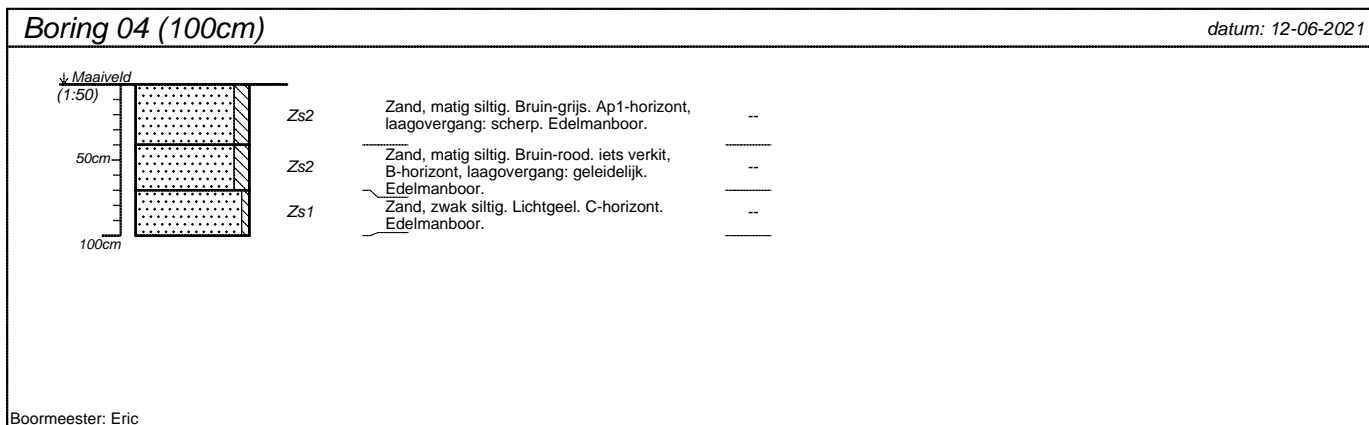 Boring 04 (100cm)
datum: 12-06-2021
Maaiveld
(1:50)
Zs2
Zand, matig siltig. Bruin-grijs. Ap1-horizont,
laagovergang: scherp. Edelmanboor.
--
50cm
Zs2
Zand, matig siltig. Bruin-rood. iets verkit,
B-horizont, laagovergang: geleidelijk.
Edelmanboor.
--
Zs1
Zand, zwak siltig. Lichtgeel. C-horizont.
Edelmanboor.
--
100cm
Boormeester: Eric